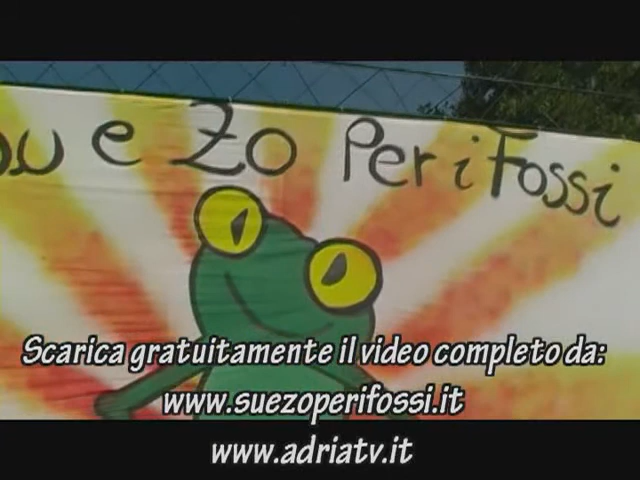 u e Zo Per i Fossi
Scarica gratuitamente il video completo da:
www.suezoperifossi.it
www.adriatv.it